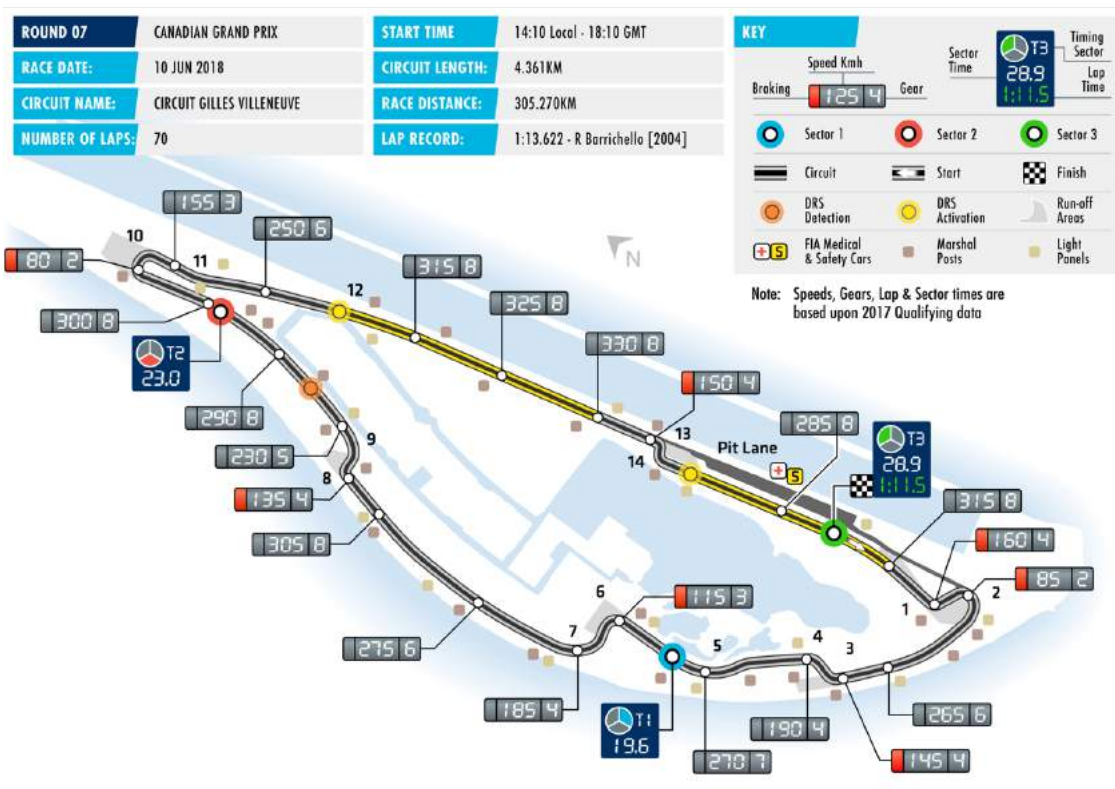 ROUND 07 CANADIAN GRAND PRIX
RACE DATE: 10 JUN 2018
CIRCUIT NAME: CIRCUIT GILLES VILLENEUVE
NUMBER OF LAPS: 70
START TIME 14:10 Local - 18:10 GMT
CIRCUIT LENGTH: 4.361KM
RACE DISTANCE: 305.270KM
LAP RECORD: 1:13.622 - R Barrichello [2004]
KEY
Speed Kmh
Braking 125 4 Gear
Sector Time
T3
28.9
1:11.5
Timing Sector
Lap Time
Sector 1
Sector 2
Sector 3
Circuit
Start
Finish
DRS Detection
DRS Activation
Run-off Areas
+ S FIA Medical & Safety Cars
Marshal Posts
Light Panels
Note: Speeds, Gears, Lap & Sector times are
based upon 2017 Qualifying data
N
155 3
10
11
250 6
80 2
12
315 8
325 8
300 8
330 8
T2
23.0
150 4
290 8
13
285 8
Pit Lane
T3
28.9
1:11.5
9
14
+ S
230 5
8
135 4
315 8
305 8
160 4
85 2
6
115 3
1
2
275 6
7
5
4
3
185 4
T1
19.6
190 4
265 6
270 7
145 4